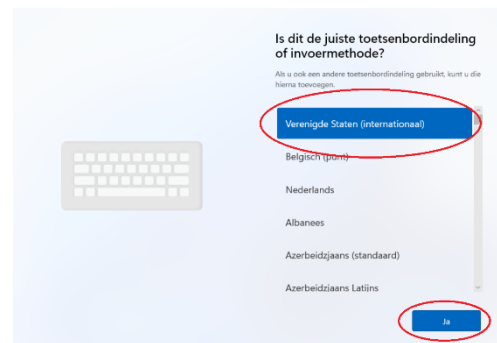 Is dit de juiste toetsenbordindeling
of invoermethode?
Als u ook een andere toetsenbordindeling gebruikt, kunt u die
hierna toevoegen.
Verenigde Staten (internationaal)
Belgisch (punt)
Nederlands
Albanees
Azerbeidzjaans (standaard)
Azerbeidzjaans Latijns
Ja